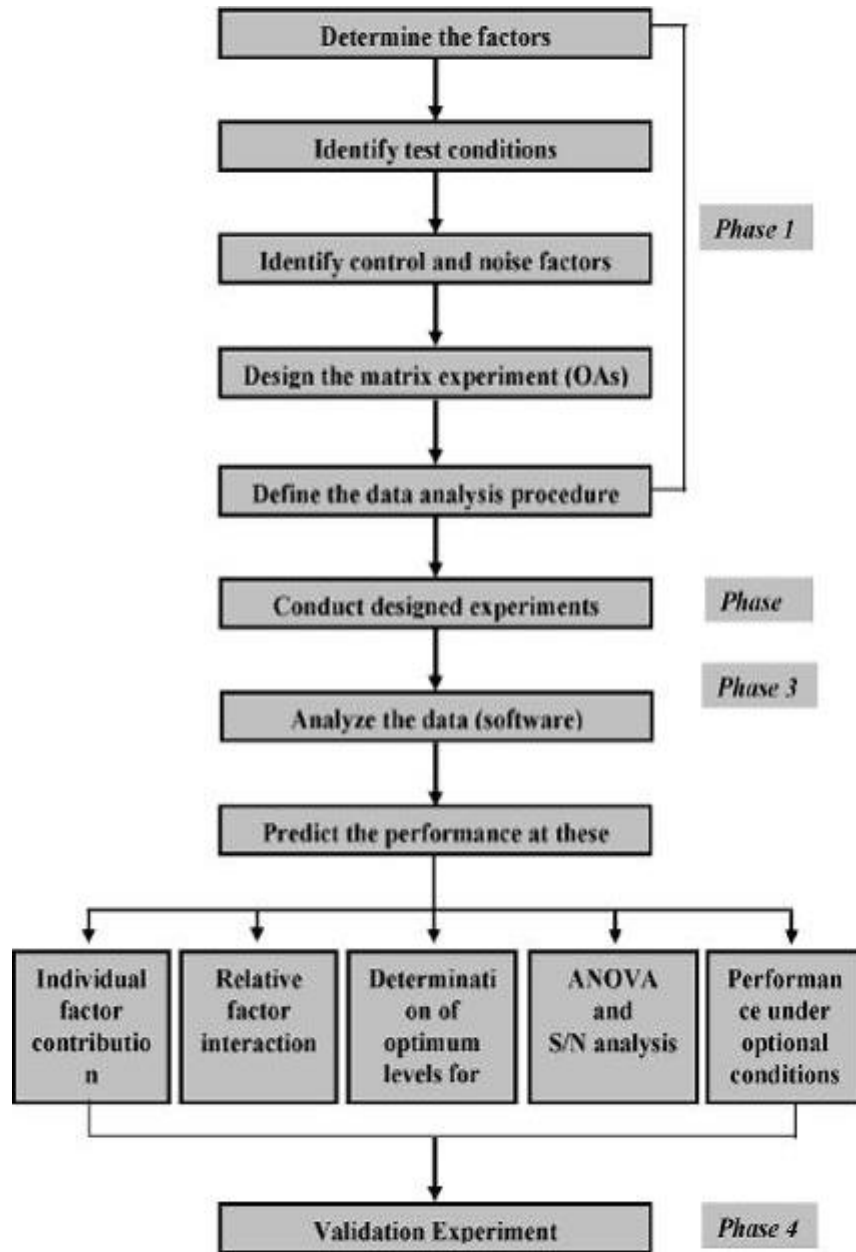 Determine the factors
Identify test conditions
Phase 1
Identify control and noise factors
Design the matrix experiment (OAs)
Define the data analysis procedure
Conduct designed experiments
Phase
Phase 3
Analyze the data (software)
Predict the performance at these
Individual
factor
contributio
n
Relative
factor
interaction
Determinati
on of
optimum
levels for
ANOVA
and
S/N analysis
Performan
ce under
optional
conditions
Validation Experiment
Phase 4